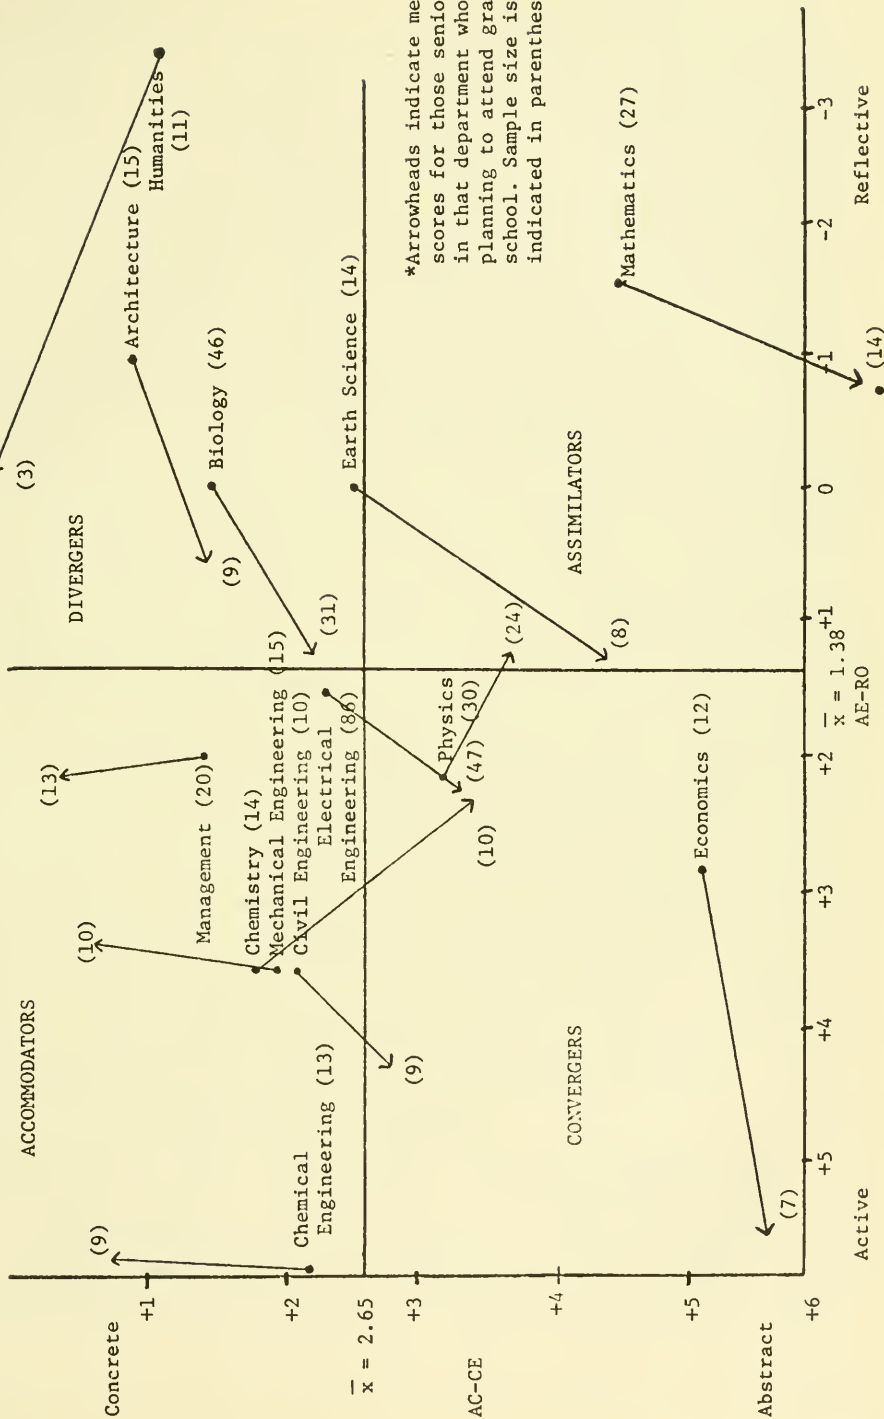 ACCOMMODATORS
(3)
(13)
DIVERGERS
(10)
(9)
Concrete
Architecture (15)
+1
Humanities
(11)
Management (20)
Biology (46)
(9)
Chemistry (14)
Mechanical Engineering (15)
+2
Chemical
Engineering (13)
Civil Engineering (10)
Electrical
Engineering (86)
(31)
Earth Science (14)
x̄ = 2.65
*Arrowheads indicate me
scores for those senio
in that department who
planning to attend gra
school. Sample size is
indicated in parenthes
(9)
+3
Physics
(30)
(47)
(10)
AC-CE
(24)
+4
CONVERGERS
ASSIMILATORS
(8)
Mathematics (27)
+5
Economics (12)
Abstract
(7)
+6
+5
+4
+3
+2
+1
0
-1
-2
-3
x̄ = 1.38
Active
AE-RO
Reflective
(14)